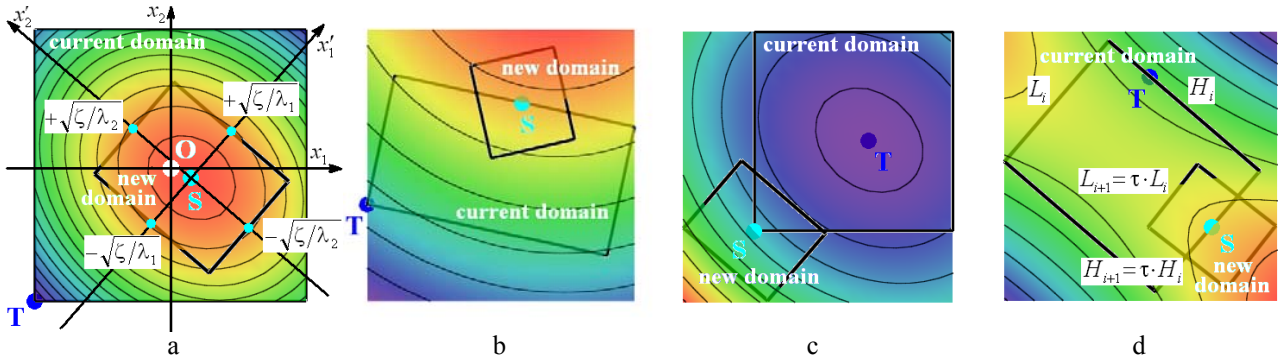 x′₂
x₂
x′₁
current domain
+√ζ/λ₂
+√ζ/λ₁
O
x₁
new
domain
S
−√ζ/λ₁
−√ζ/λ₂
T
a
new domain
S
T
current domain
b
current domain
T
S
new domain
c
current domain
Lᵢ
T
Hᵢ
Lᵢ₊₁=τ·Lᵢ
S
Hᵢ₊₁=τ·Hᵢ
new
domain
d